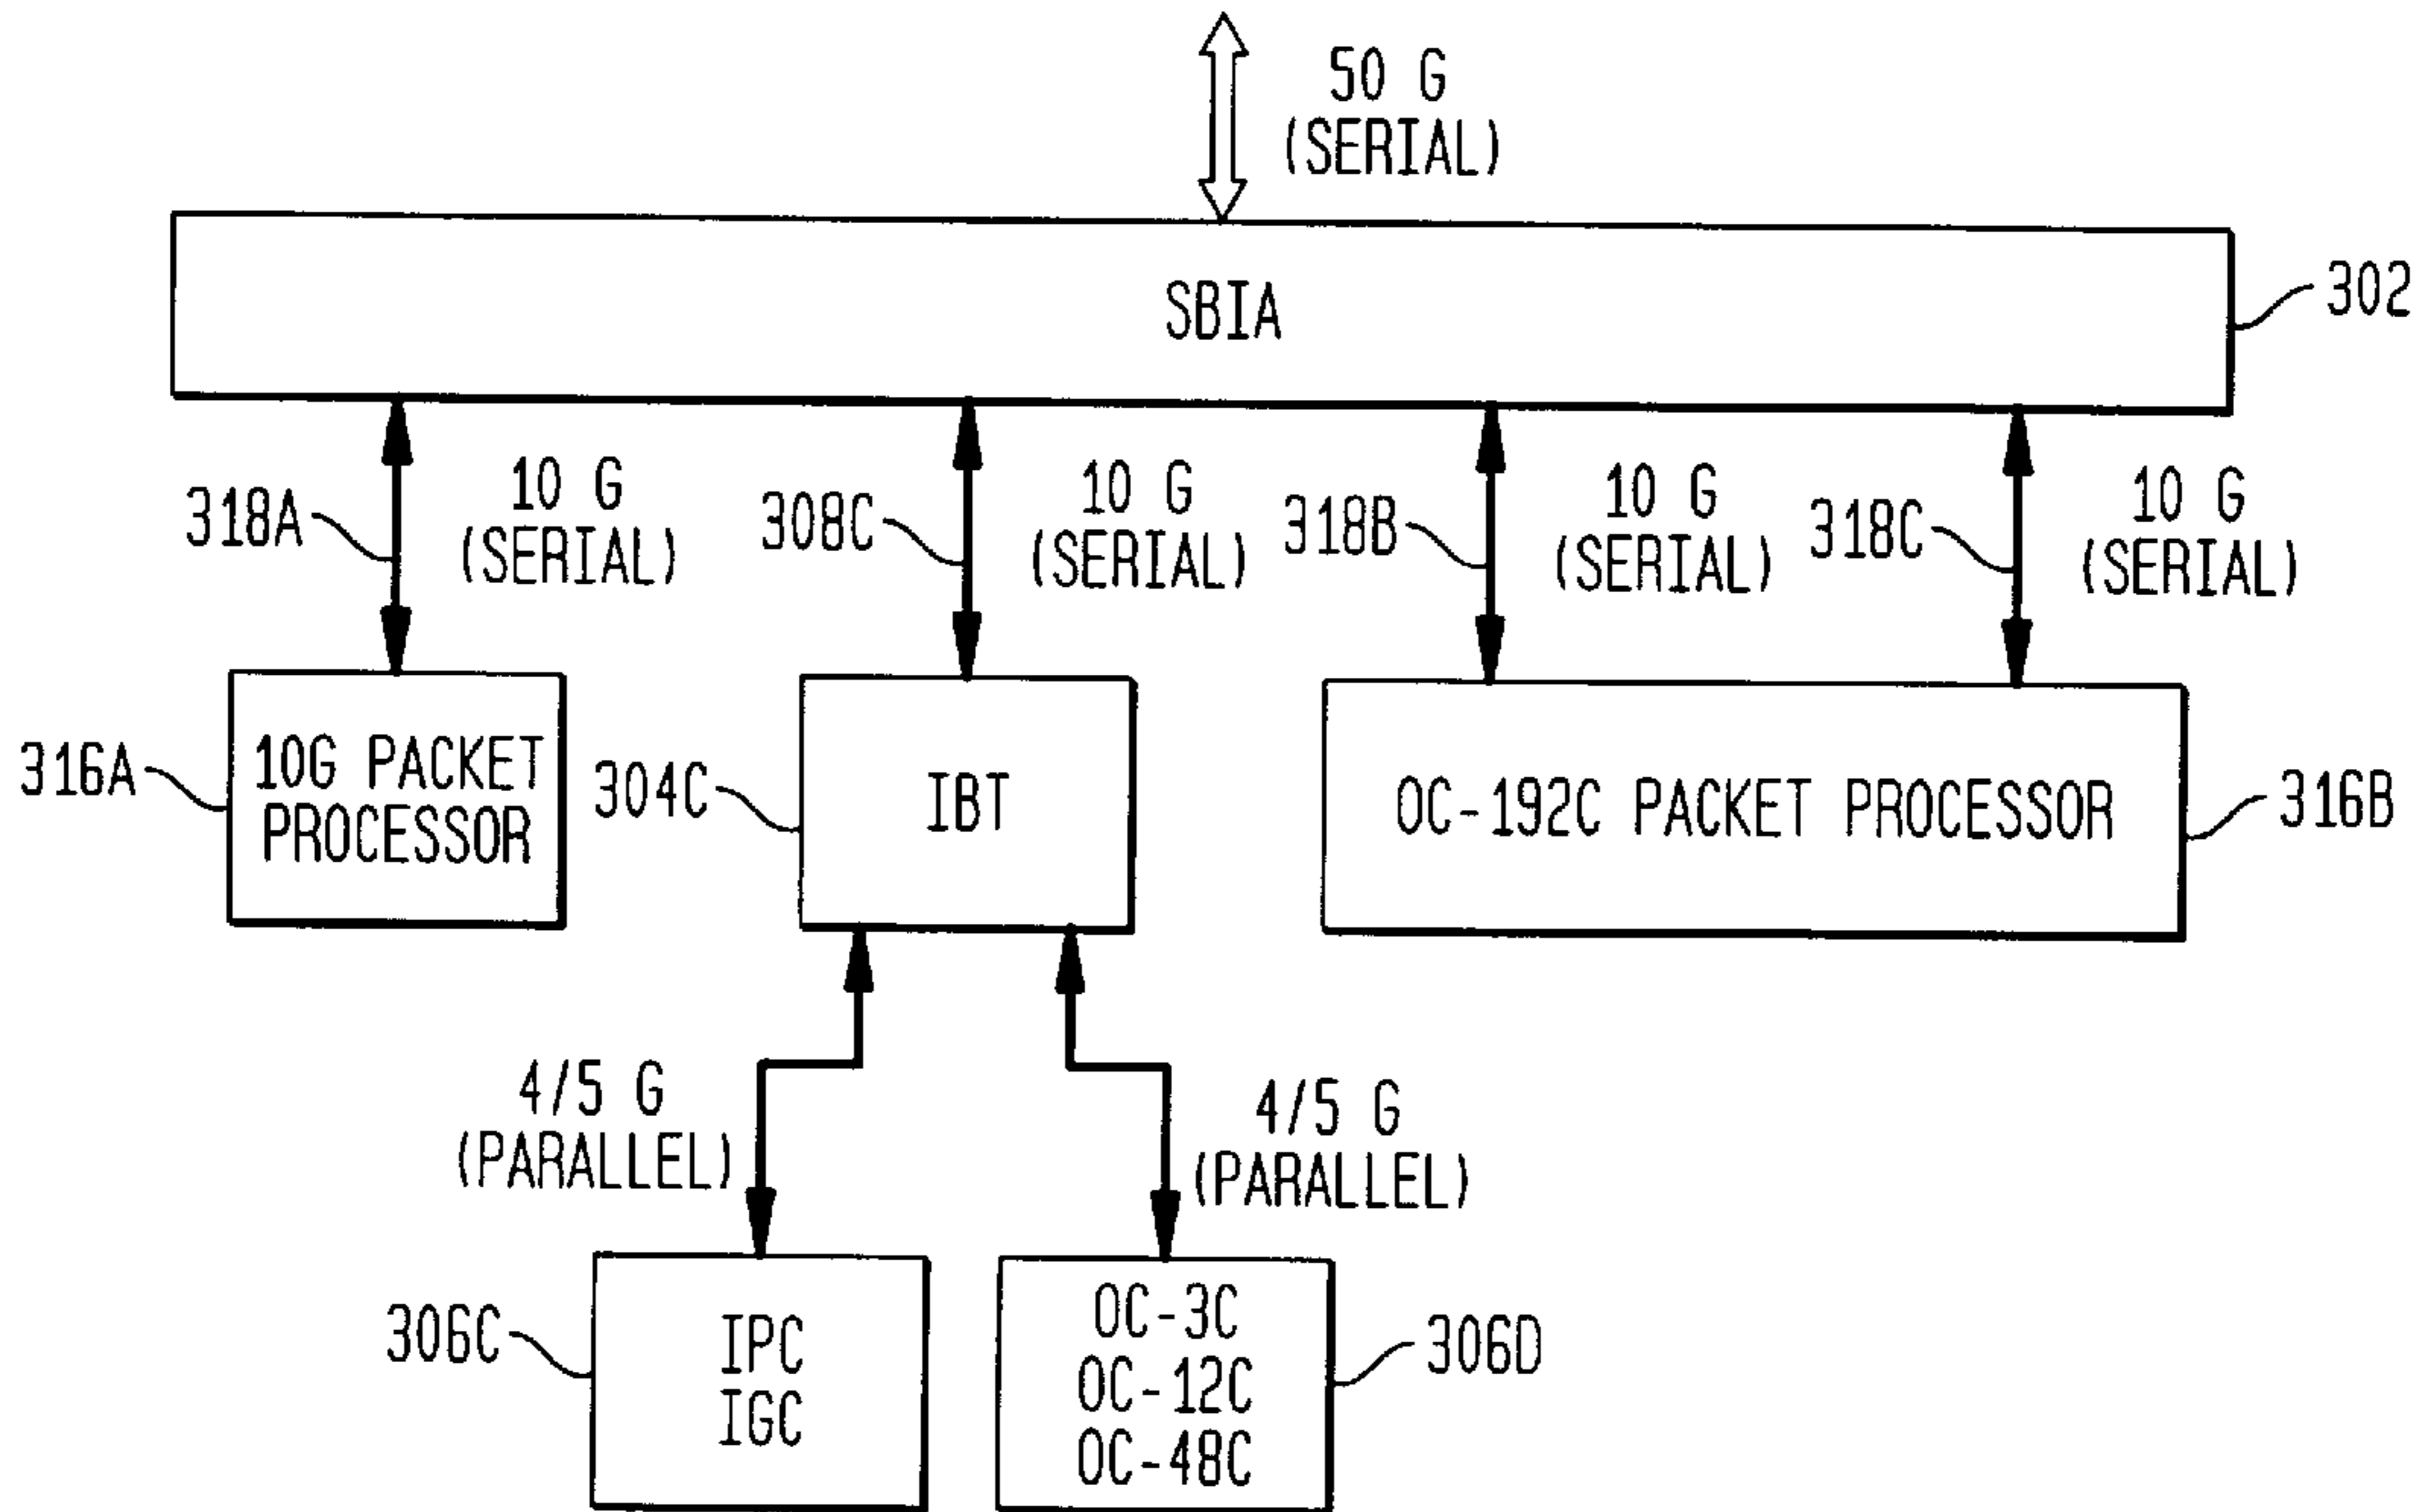 50 G
(SERIAL)
SBIA
302
318A
10 G
(SERIAL)
308C
10 G
(SERIAL)
318B
10 G
(SERIAL)
318C
10 G
(SERIAL)
316A
10G PACKET
PROCESSOR
304C
IBT
OC-192C PACKET PROCESSOR
316B
4/5 G
(PARALLEL)
4/5 G
(PARALLEL)
306C
IPC
IGC
OC-3C
OC-12C
OC-48C
306D